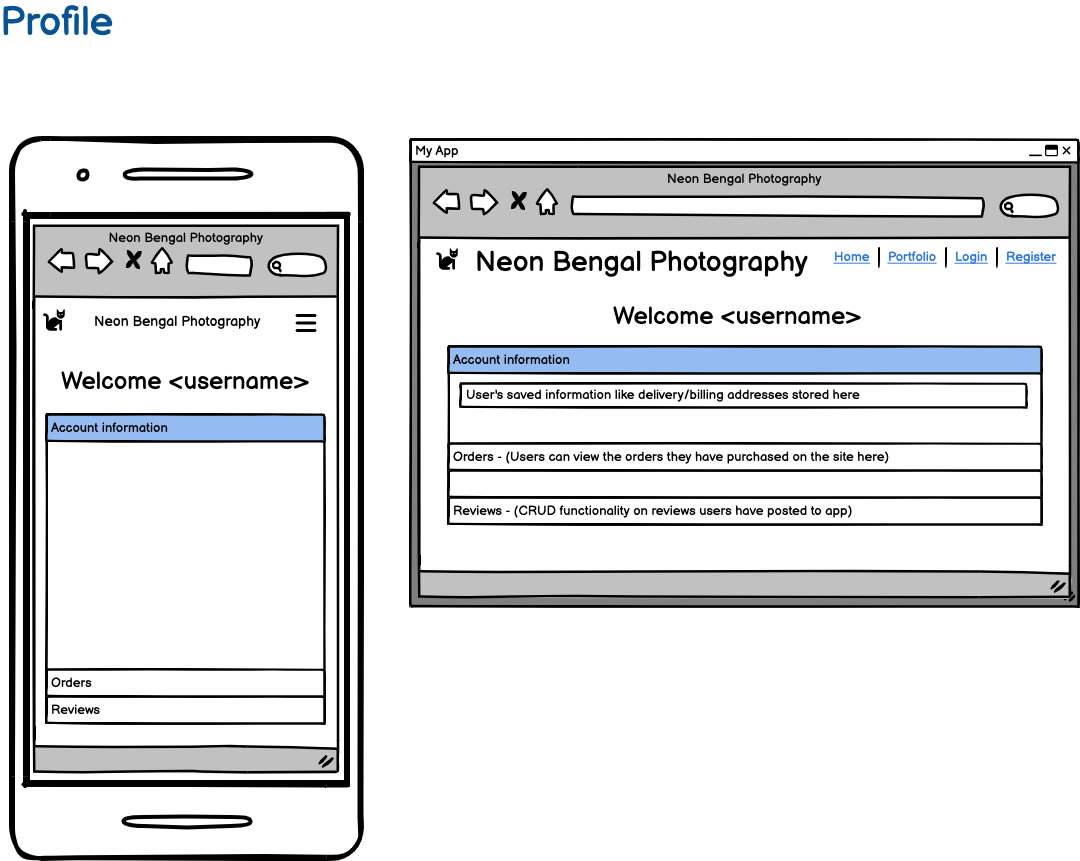 Profile
Neon Bengal Photography
Neon Bengal Photography
Welcome <username>
Account information
Orders
Reviews
My App
Neon Bengal Photography
Neon Bengal Photography
Home | Portfolio | Login | Register
Welcome <username>
Account information
User's saved information like delivery/billing addresses stored here
Orders - (Users can view the orders they have purchased on the site here)
Reviews - (CRUD functionality on reviews users have posted to app)